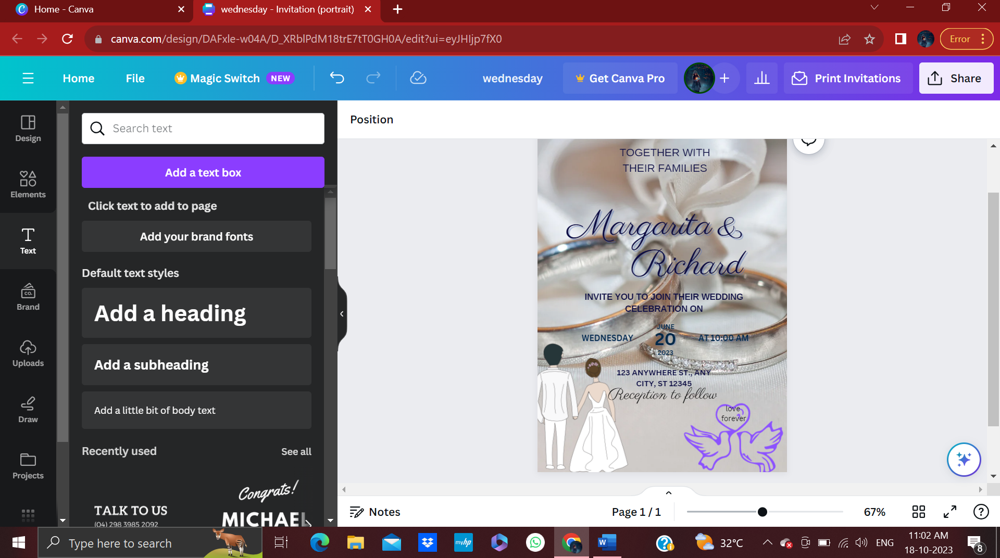 Home - Canva
wednesday - Invitation (portrait)
canva.com/design/DAFxle-w04A/D_XRblPdM18trE7tT0GH0A/edit?ui=eyJHIjp7fX0
Error
Home
File
Magic Switch
NEW
wednesday
Get Canva Pro
Print Invitations
Share
Design
Elements
Text
Brand
co.
Uploads
Draw
Projects
Search text
Add a text box
Click text to add to page
Add your brand fonts
Default text styles
Add a heading
Add a subheading
Add a little bit of body text
Recently used
See all
TALK TO US
(04) 298 3985 2092
Congrats!
MICHAEL
Position
TOGETHER WITH
THEIR FAMILIES
Margarita &
Richard
INVITE YOU TO JOIN THEIR WEDDING
CELEBRATION ON
WEDNESDAY
JUNE
20
2023
AT 10:00 AM
123 ANYWHERE ST., ANY
CITY, ST 12345
Reception to follow
love
forever
Notes
Page 1 / 1
67%
Type here to search
myhp
W
32°C
ENG
11:02 AM
18-10-2023
8